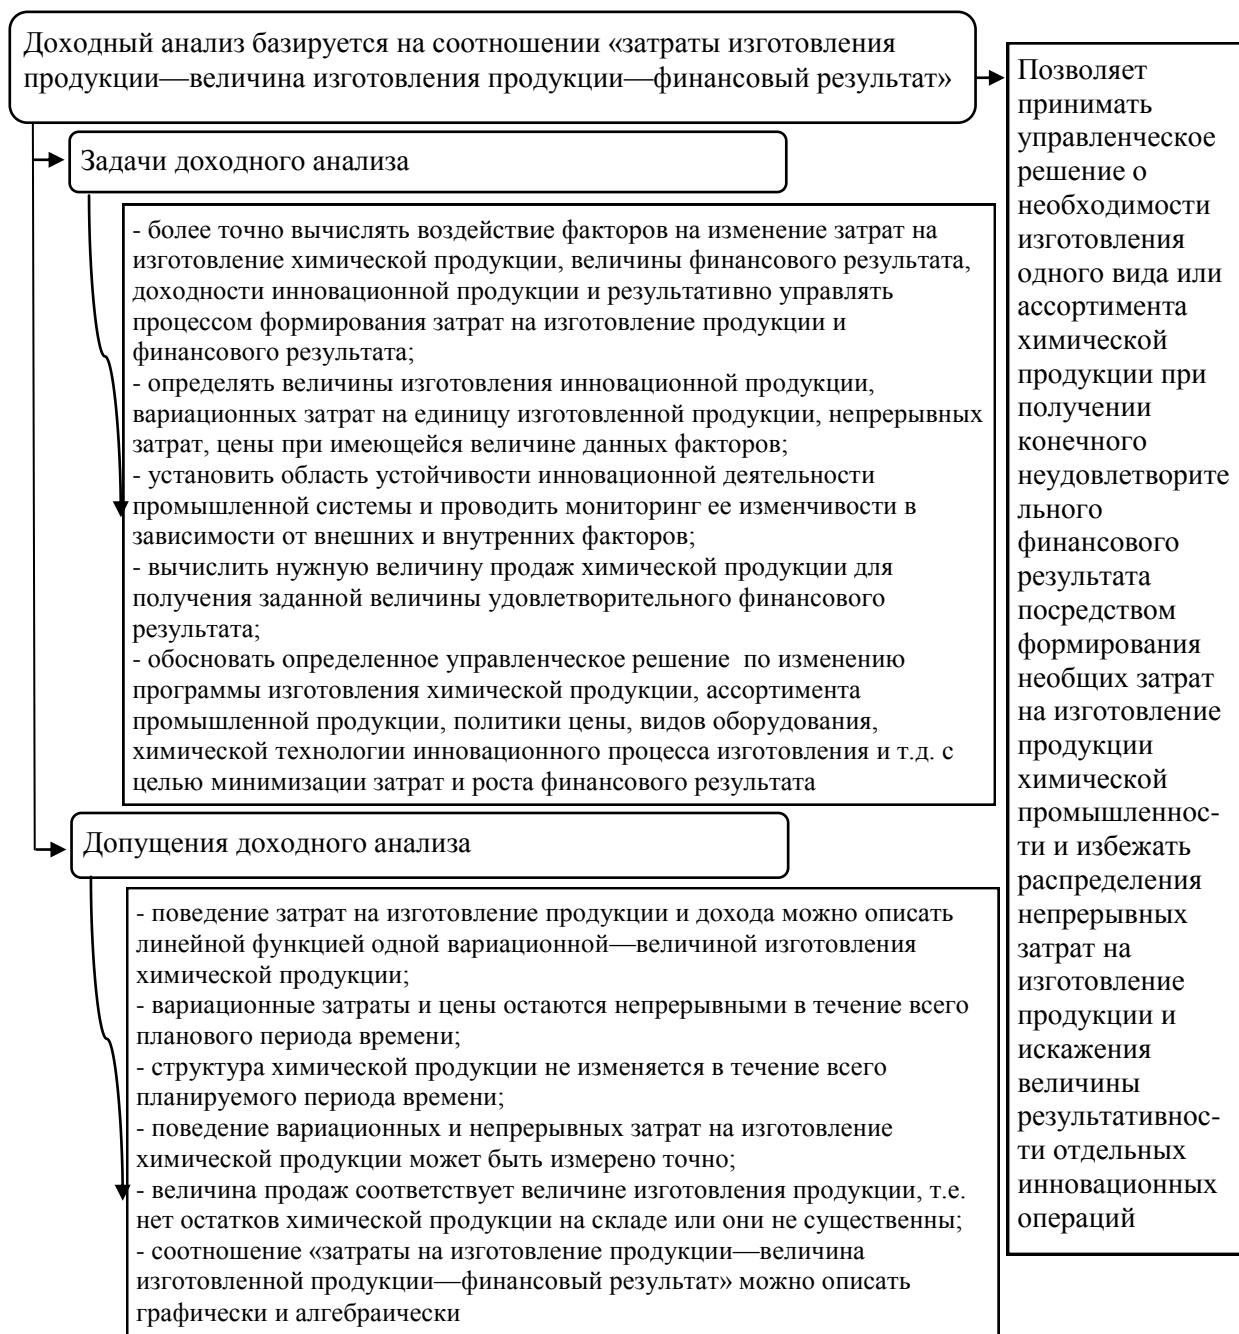 Доходный анализ базируется на соотношении «затраты изготовления
продукции—величина изготовления продукции—финансовый результат»
Задачи доходного анализа
- более точно вычислять воздействие факторов на изменение затрат на
изготовление химической продукции, величины финансового результата,
доходности инновационной продукции и результативно управлять
процессом формирования затрат на изготовление продукции и
финансового результата;
- определять величины изготовления инновационной продукции,
вариационных затрат на единицу изготовленной продукции, непрерывных
затрат, цены при имеющейся величине данных факторов;
- установить область устойчивости инновационной деятельности
промышленной системы и проводить мониторинг ее изменчивости в
зависимости от внешних и внутренних факторов;
- вычислить нужную величину продаж химической продукции для
получения заданной величины удовлетворительного финансового
результата;
- обосновать определенное управленческое решение  по изменению
программы изготовления химической продукции, ассортимента
промышленной продукции, политики цены, видов оборудования,
химической технологии инновационного процесса изготовления и т.д. с
целью минимизации затрат и роста финансового результата
Допущения доходного анализа
- поведение затрат на изготовление продукции и дохода можно описать
линейной функцией одной вариационной—величиной изготовления
химической продукции;
- вариационные затраты и цены остаются непрерывными в течение всего
планового периода времени;
- структура химической продукции не изменяется в течение всего
планируемого периода времени;
- поведение вариационных и непрерывных затрат на изготовление
химической продукции может быть измерено точно;
- величина продаж соответствует величине изготовления продукции, т.е.
нет остатков химической продукции на складе или они не существенны;
- соотношение «затраты на изготовление продукции—величина
изготовленной продукции—финансовый результат» можно описать
графически и алгебраически
Позволяет
принимать
управленческое
решение о
необходимости
изготовления
одного вида или
ассортимента
химической
продукции при
получении
конечного
неудовлетворите
льного
финансового
результата
посредством
формирования
необщих затрат
на изготовление
продукции
химической
промышленнос-
ти и избежать
распределения
непрерывных
затрат на
изготовление
продукции и
искажения
величины
результативнос-
ти отдельных
инновационных
операций